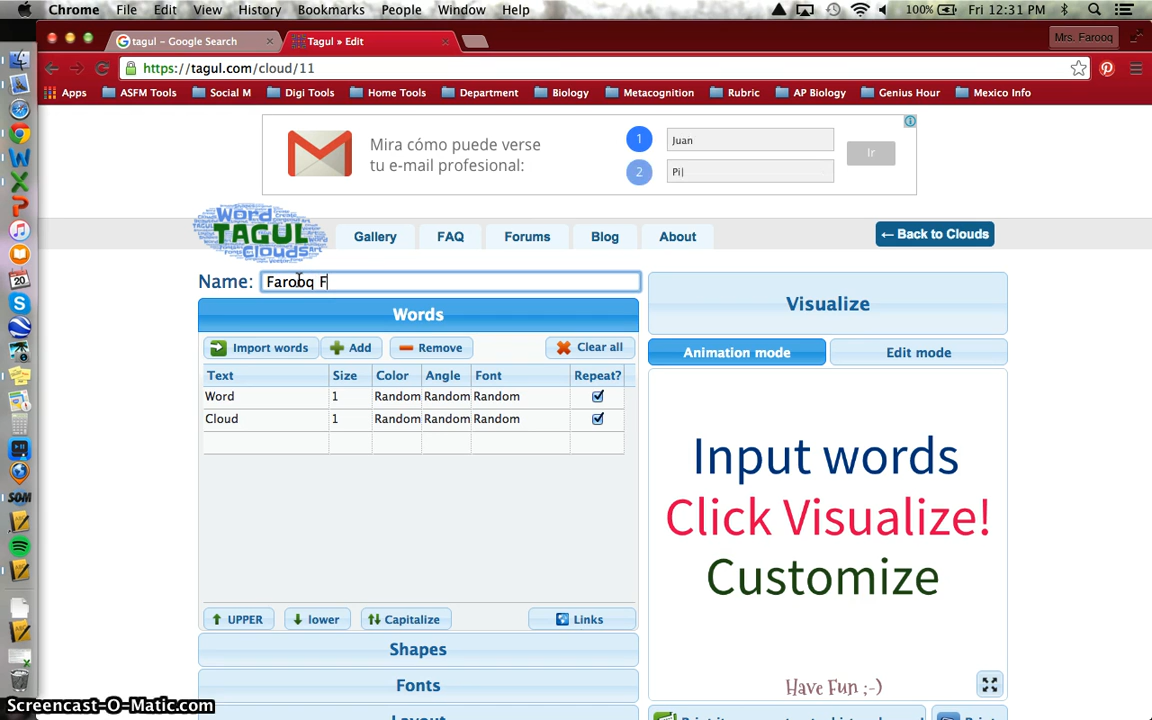 Chrome File Edit View History Bookmarks People Window Help 100% Fri 12:31 PM
tagul – Google Search Tagul » Edit Mrs. Farooq
https://tagul.com/cloud/11
Apps ASFM Tools Social M Digi Tools Home Tools Department Biology Metacognition Rubric AP Biology Genius Hour Mexico Info
Mira cómo puede verse
tu e-mail profesional:
1 Juan
2 Pi
Ir
Word
TAGUL
Clouds
Gallery FAQ Forums Blog About ← Back to Clouds
Name: Farooq F
Words
Import words Add Remove Clear all
Text Size Color Angle Font Repeat?
Word 1 Random Random Random
Cloud 1 Random Random Random
UPPER lower Capitalize Links
Shapes
Fonts
Visualize
Animation mode Edit mode
Input words
Click Visualize!
Customize
Have Fun ;-)
20
SOM
Screencast-O-Matic.com